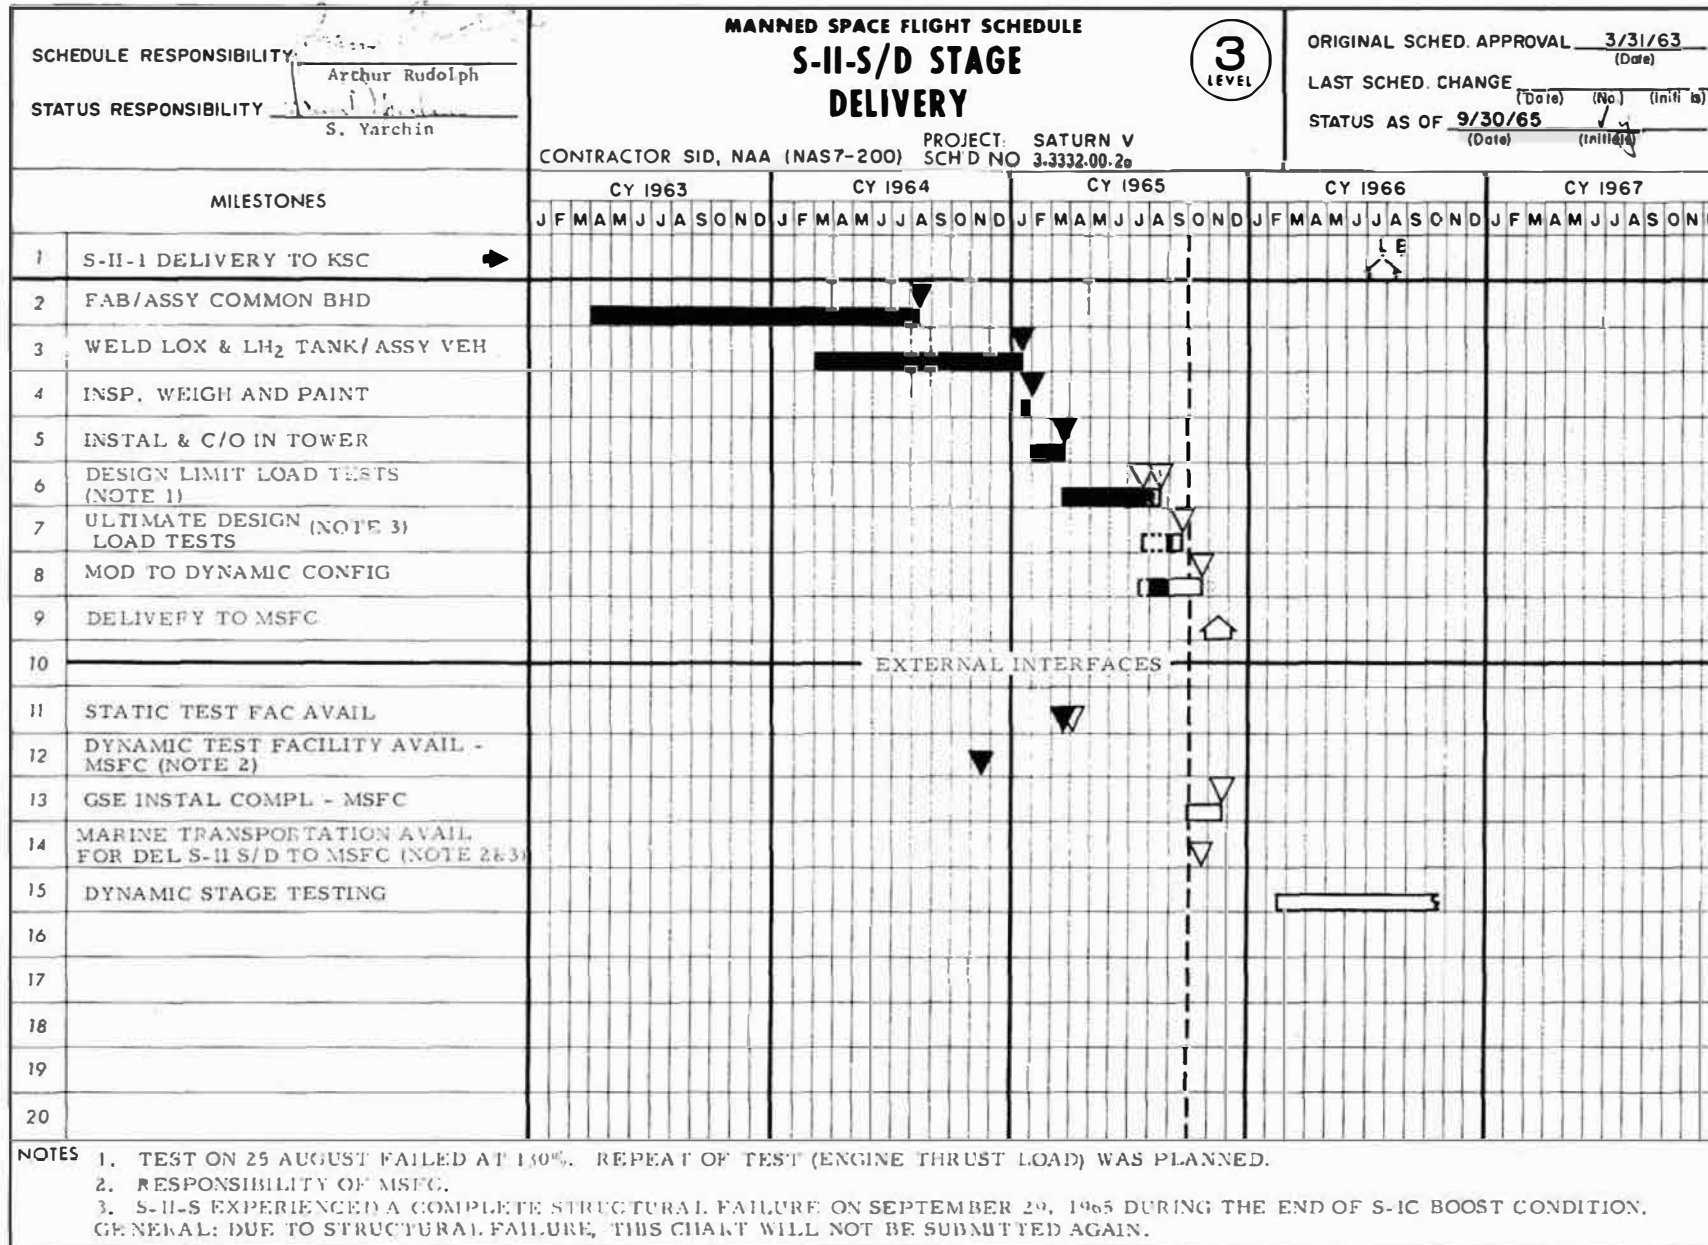 MANNED SPACE FLIGHT SCHEDULE
S-II-S/D STAGE
DELIVERY
3
LEVEL
SCHEDULE RESPONSIBILITY
Arthur Rudolph
STATUS RESPONSIBILITY
S. Yarchin
CONTRACTOR SID, NAA (NAS7-200)
PROJECT: SATURN V
SCH'D NO 3.3332.00.2a
ORIGINAL SCHED. APPROVAL 3/31/63
(Date)
LAST SCHED. CHANGE
(Date) (No.)
STATUS AS OF 9/30/65
(Date) (Initials)
MILESTONES
CY 1963 CY 1964 CY 1965 CY 1966 CY 1967
J F M A M J J A S O N D J F M A M J J A S O N D J F M A M J J A S O N D J F M A M J J A S O N D J F M A M J J A S O N
1 S-II-1 DELIVERY TO KSC
L E
2 FAB/ASSY COMMON BHD
3 WELD LOX & LH2 TANK/ASSY VEH
4 INSP. WEIGH AND PAINT
5 INSTAL & C/O IN TOWER
6 DESIGN LIMIT LOAD TESTS
(NOTE 1)
7 ULTIMATE DESIGN (NOTE 3)
LOAD TESTS
8 MOD TO DYNAMIC CONFIG
9 DELIVERY TO MSFC
10 EXTERNAL INTERFACES
11 STATIC TEST FAC AVAIL
12 DYNAMIC TEST FACILITY AVAIL -
MSFC (NOTE 2)
13 GSE INSTAL COMPL - MSFC
14 MARINE TRANSPORTATION AVAIL
FOR DEL S-II S/D TO MSFC (NOTE 2&3)
15 DYNAMIC STAGE TESTING
16
17
18
19
20
NOTES 1. TEST ON 25 AUGUST FAILED AT 130%. REPEAT OF TEST (ENGINE THRUST LOAD) WAS PLANNED.
2. RESPONSIBILITY OF MSFC.
3. S-II-S EXPERIENCED A COMPLETE STRUCTURAL FAILURE ON SEPTEMBER 29, 1965 DURING THE END OF S-IC BOOST CONDITION.
GENERAL: DUE TO STRUCTURAL FAILURE, THIS CHART WILL NOT BE SUBMITTED AGAIN.